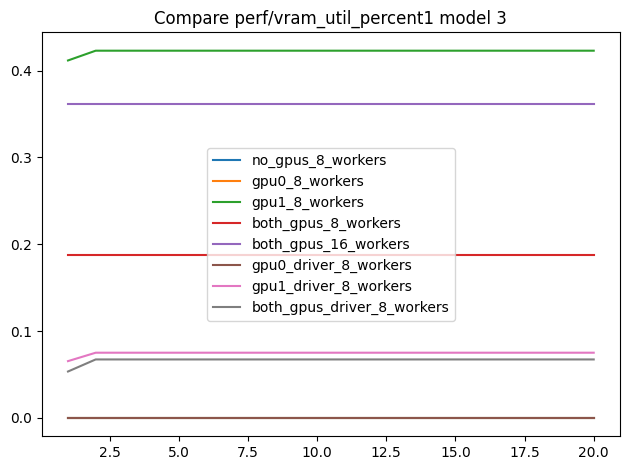 Compare perf/vram_util_percent1 model 3
0.4
0.3
0.2
0.1
0.0
no_gpus_8_workers
gpu0_8_workers
gpu1_8_workers
both_gpus_8_workers
both_gpus_16_workers
gpu0_driver_8_workers
gpu1_driver_8_workers
both_gpus_driver_8_workers
2.5 5.0 7.5 10.0 12.5 15.0 17.5 20.0